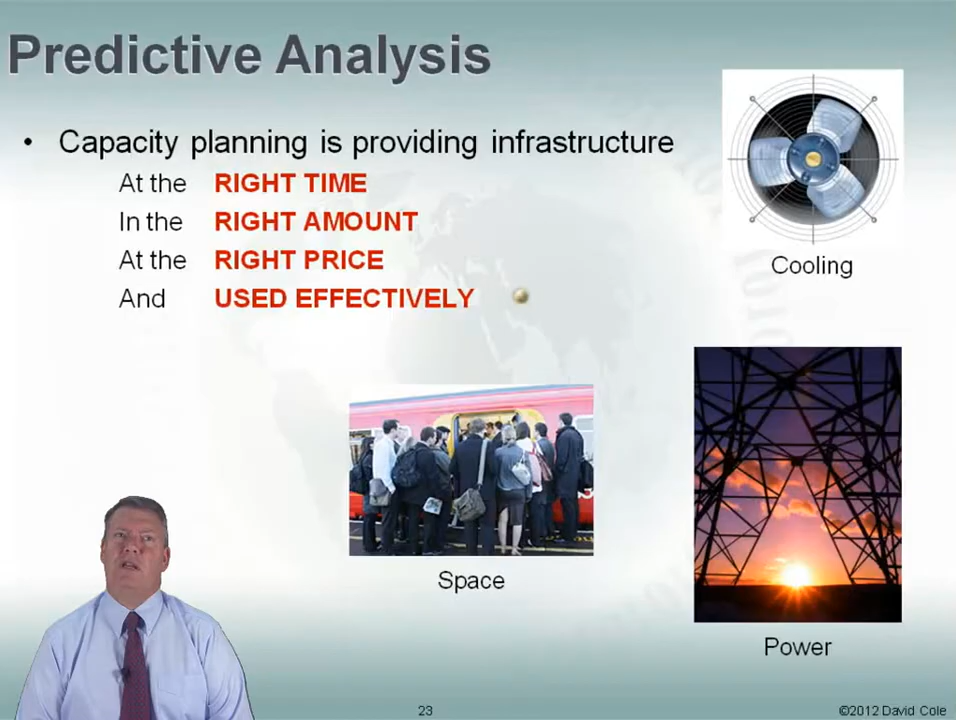 Predictive Analysis
• Capacity planning is providing infrastructure
At the RIGHT TIME
In the RIGHT AMOUNT
At the RIGHT PRICE
And USED EFFECTIVELY
Cooling
Space
Power
23
©2012 David Cole